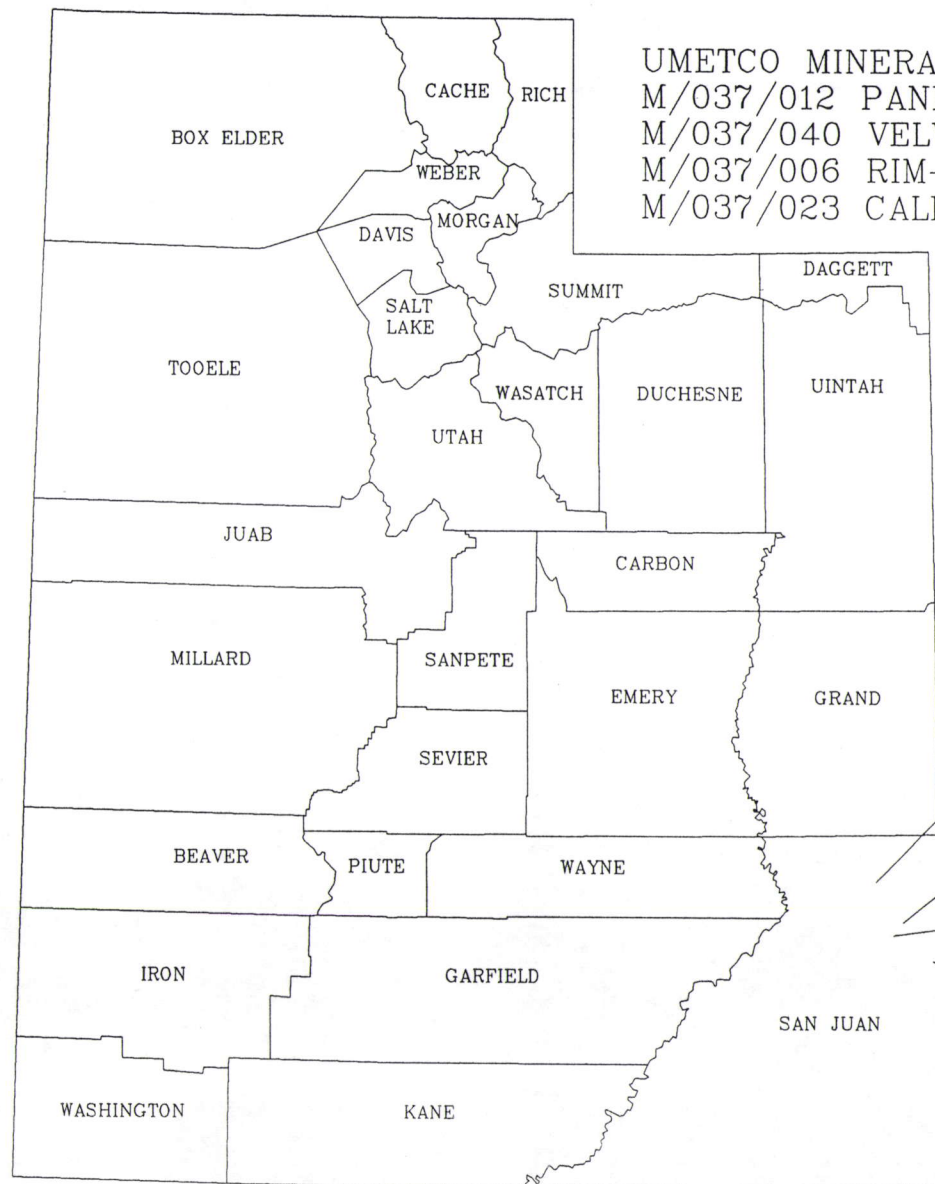 UMETCO MINERA
M/037/012 PAN
M/037/040 VEL
M/037/006 RIM-
M/037/023 CAL
CACHE
RICH
BOX ELDER
WEBER
MORGAN
DAVIS
DAGGETT
SUMMIT
SALT
LAKE
TOOELE
WASATCH
DUCHESNE
UINTAH
UTAH
JUAB
CARBON
MILLARD
SANPETE
EMERY
GRAND
SEVIER
BEAVER
PIUTE
WAYNE
IRON
GARFIELD
SAN JUAN
WASHINGTON
KANE